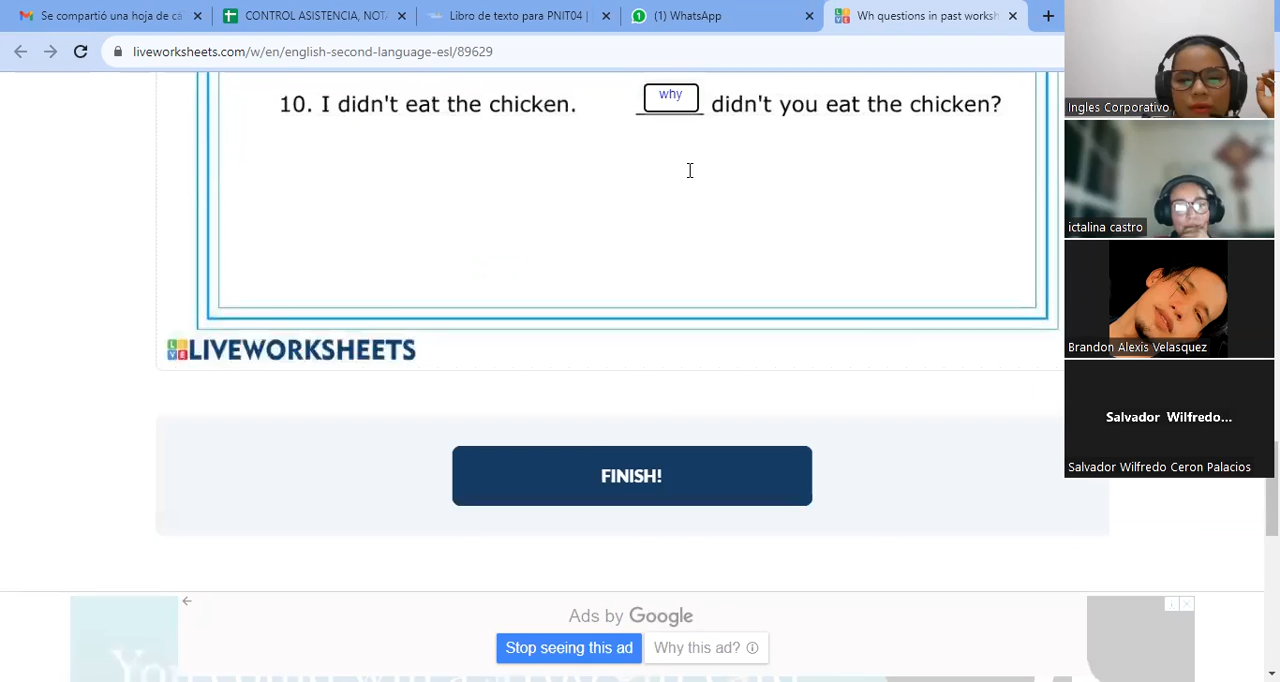 Se compartió una hoja de cá
CONTROL ASISTENCIA, NOTA
Libro de texto para PNIT04 |
(1) WhatsApp
Wh questions in past worksh
liveworksheets.com/w/en/english-second-language-esl/89629
10. I didn't eat the chicken. why didn't you eat the chicken?
LIVEWORKSHEETS
FINISH!
Ads by Google
Stop seeing this ad
Why this ad?
Ingles Corporativo
ictalina castro
Brandon Alexis Velasquez
Salvador Wilfredo...
Salvador Wilfredo Ceron Palacios